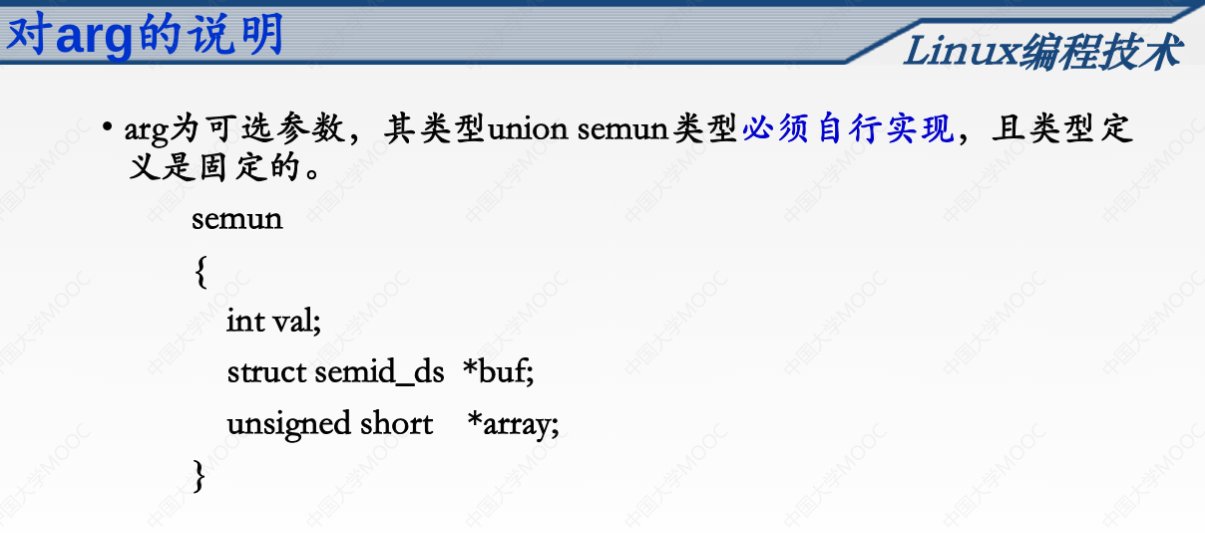 对arg的说明
Linux编程技术
• arg为可选参数，其类型union semun类型必须自行实现，且类型定
义是固定的。
semun
{
int val;
struct semid_ds *buf;
unsigned short *array;
}
中国大学MOOC